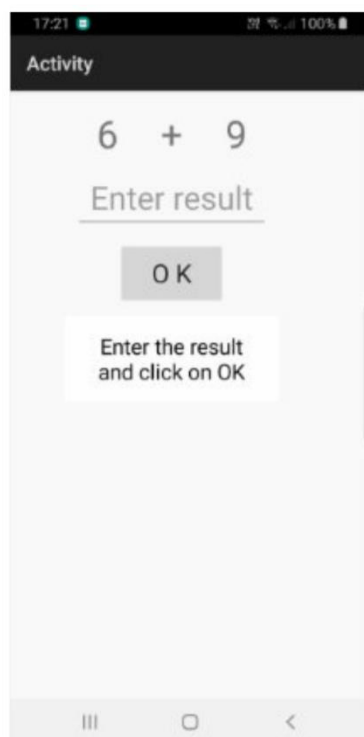 17:21 100%
Activity
6 + 9
Enter result
OK
Enter the result
and click on OK